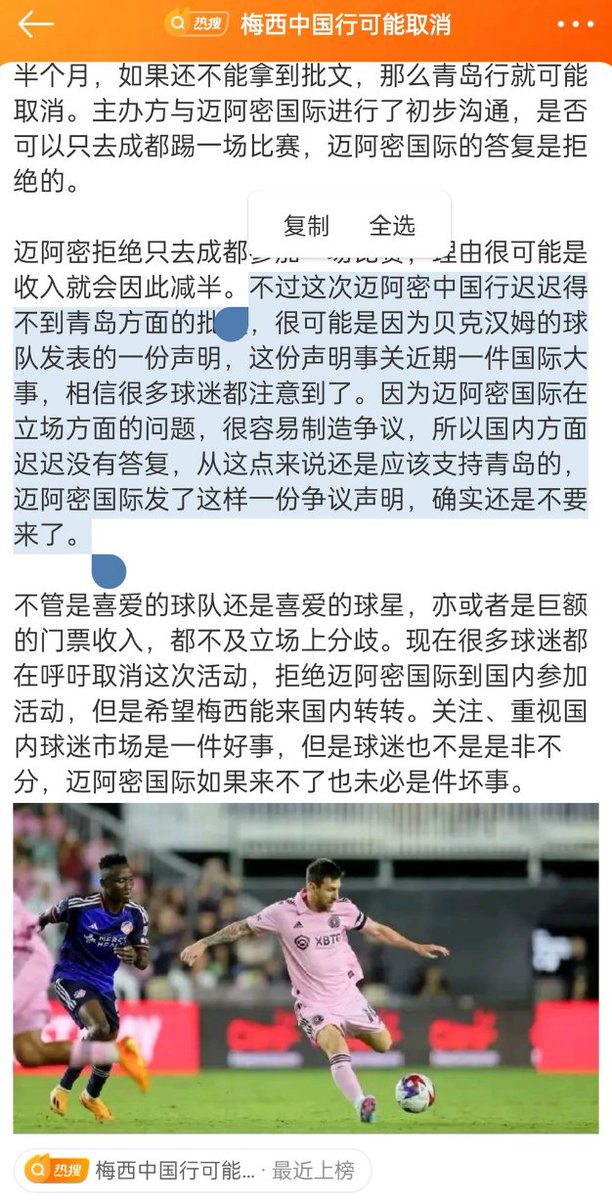 热搜 梅西中国行可能取消
半个月，如果还不能拿到批文，那么青岛行就可能
取消。主办方与迈阿密国际进行了初步沟通，是否
可以只去成都踢一场比赛，迈阿密国际的答复是拒
绝的。
复制 全选
迈阿密拒绝只去成都参加一场比赛，理由很可能是
收入就会因此减半。不过这次迈阿密中国行迟迟得
不到青岛方面的批，很可能是因为贝克汉姆的球
队发表的一份声明，这份声明事关近期一件国际大
事，相信很多球迷都注意到了。因为迈阿密国际在
立场方面的问题，很容易制造争议，所以国内方面
迟迟没有答复，从这点来说还是应该支持青岛的，
迈阿密国际发了这样一份争议声明，确实还是不要
来了。
不管是喜爱的球队还是喜爱的球星，亦或者是巨额
的门票收入，都不及立场上分歧。现在很多球迷都
在呼吁取消这次活动，拒绝迈阿密国际到国内参加
活动，但是希望梅西能来国内转转。关注、重视国
内球迷市场是一件好事，但是球迷也不是是非不
分，迈阿密国际如果来不了也未必是件坏事。
XBTO
热搜 梅西中国行可能... · 最近上榜